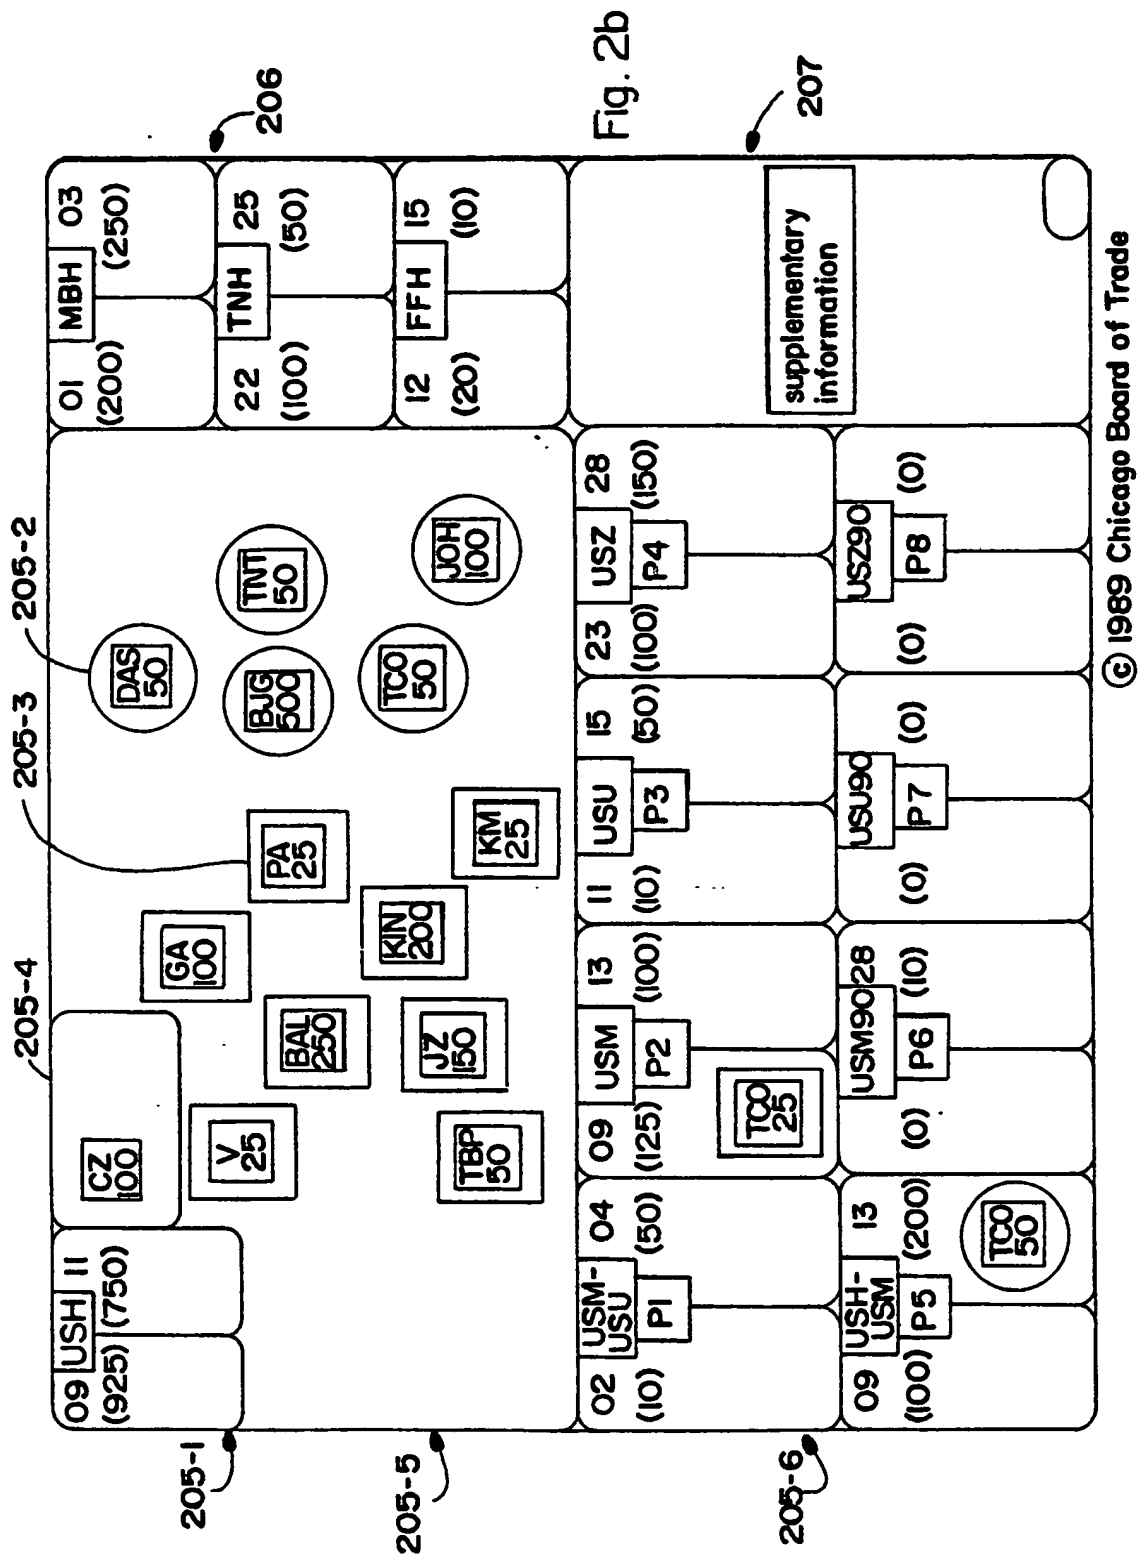 205-4
205-3
205-2
09 USH 11
(925) (750)
CZ
100
V
25
GA
100
BAL
250
PA
25
TBP
50
JZ
150
KIN
200
KM
25
DAS
50
BJG
500
TNT
50
TCO
50
JOH
100
01 MBH 03
(200) (250)
22 TNH 25
(100) (50)
12 FFH 15
(20) (10)
206
205-1
205-5
205-6
02 USM- 04
USU
(10) P1 (50)
09 USM 13
(125) P2 (100)
TCO
25
11 USU 15
(10) P3 (50)
23 USZ 28
(100) P4 (150)
09 USH- 13
USM
(100) P5 (200)
TCO
50
USM90 28
(0) P6 (10)
USU90
(0) P7 (0)
USZ90
(0) P8 (0)
supplementary
information
207
Fig. 2b
© 1989 Chicago Board of Trade